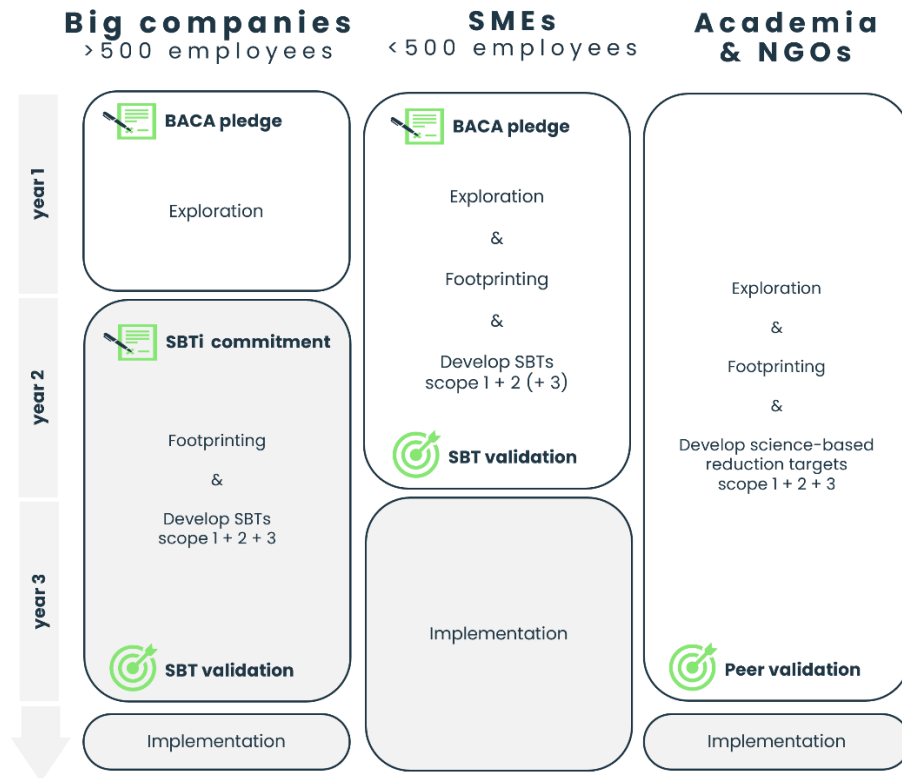 Big companies
>500 employees
SMEs
<500 employees
Academia
& NGOs
year 1
year 2
year 3
BACA pledge
Exploration
SBTi commitment
Footprinting
&
Develop SBTs
scope 1 + 2 + 3
SBT validation
Implementation
BACA pledge
Exploration
&
Footprinting
&
Develop SBTs
scope 1 + 2 (+ 3)
SBT validation
Implementation
Exploration
&
Footprinting
&
Develop science-based
reduction targets
scope 1 + 2 + 3
Peer validation
Implementation